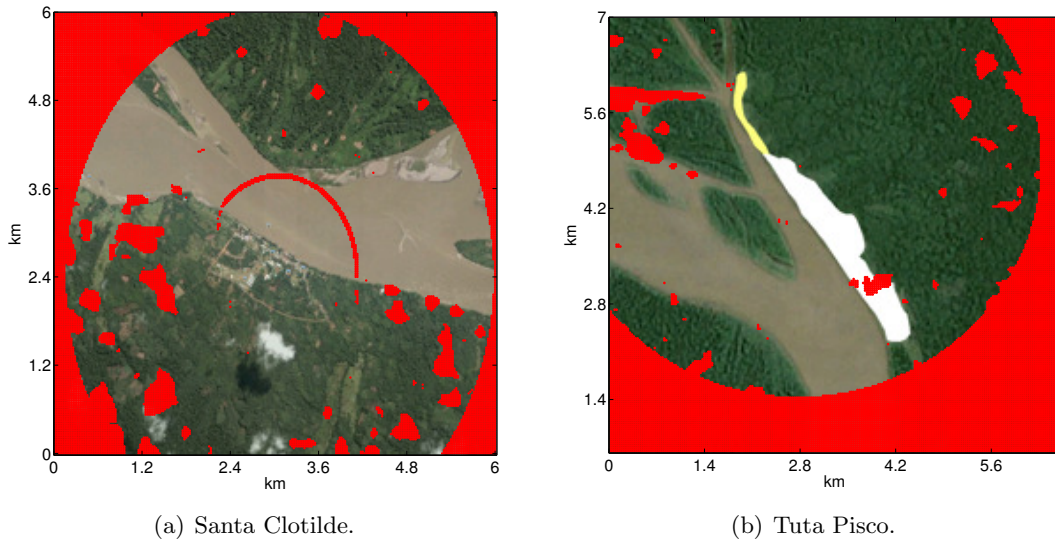 6
4.8
3.6
2.4
1.2
0
km
0 1.2 2.4 3.6 4.8 6
km
(a) Santa Clotilde.
7
5.6
4.2
2.8
1.4
km
0 1.4 2.8 4.2 5.6
km
(b) Tuta Pisco.